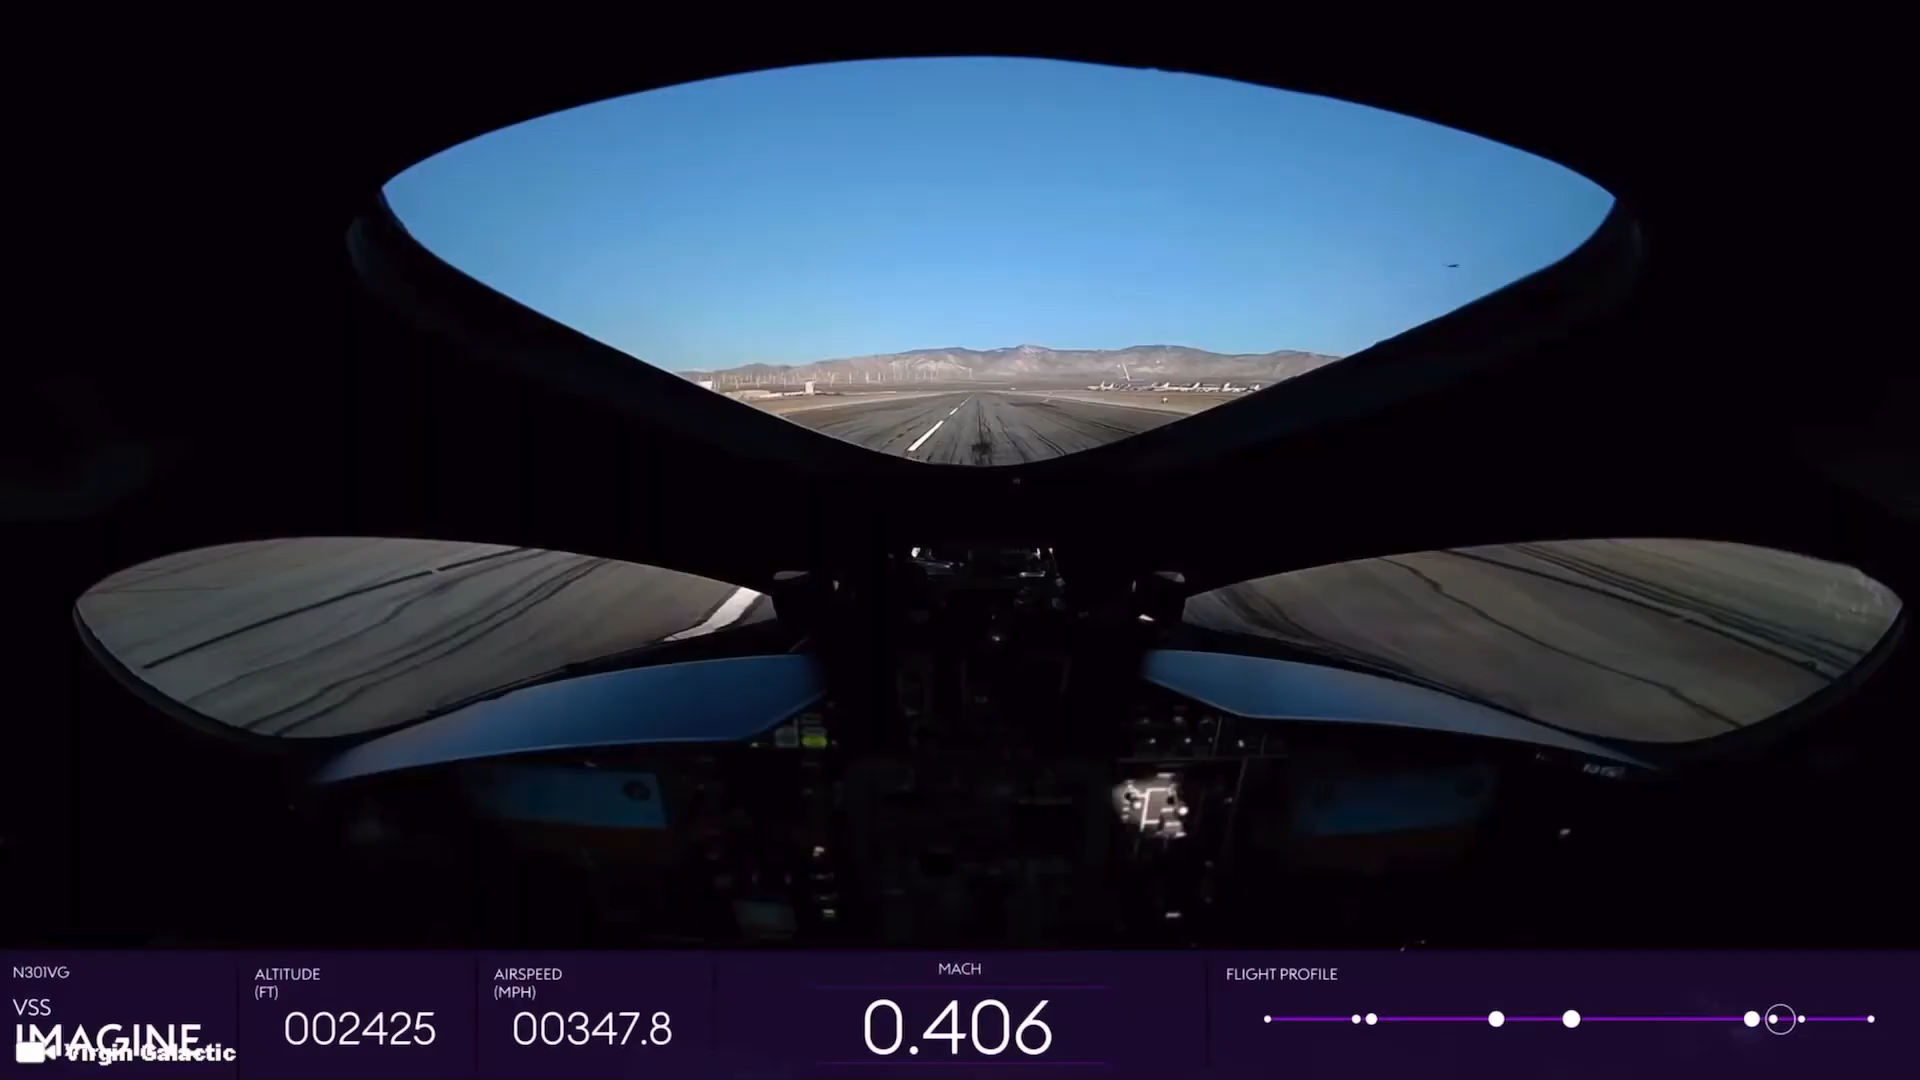 N301VG
VSS
IMAGINE
Virgin Galactic
ALTITUDE
(FT)
002425
AIRSPEED
(MPH)
00347.8
MACH
0.406
FLIGHT PROFILE